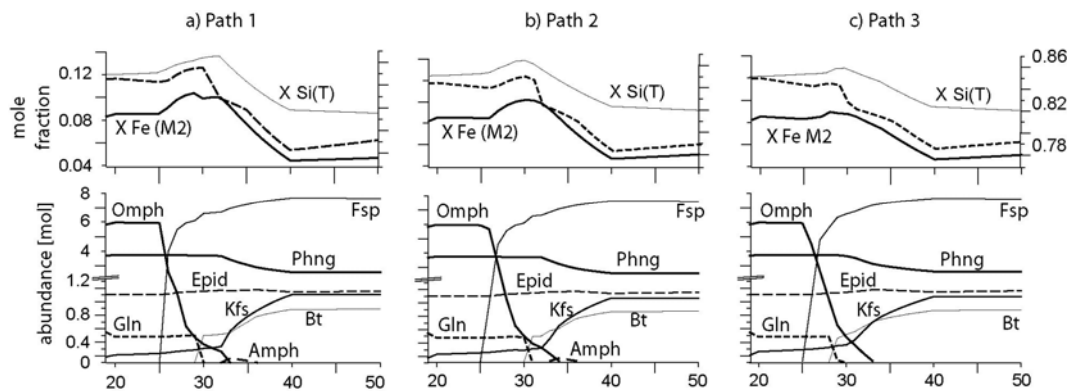 a) Path 1
b) Path 2
c) Path 3
mole
fraction
0.12
0.08
0.04
X Si(T)
X Fe (M2)
X Si(T)
X Fe (M2)
X Si(T)
X Fe M2
0.86
0.82
0.78
abundance [mol]
8
6
4
1.2
0.8
0.4
0
Omph
Fsp
Phng
Epid
Kfs
Gln
Bt
Amph
20 30 40 50
Omph
Fsp
Phng
Epid
Kfs
Gln
Bt
Amph
20 30 40 50
Omph
Fsp
Phng
Epid
Kfs
Gln
Bt
20 30 40 50